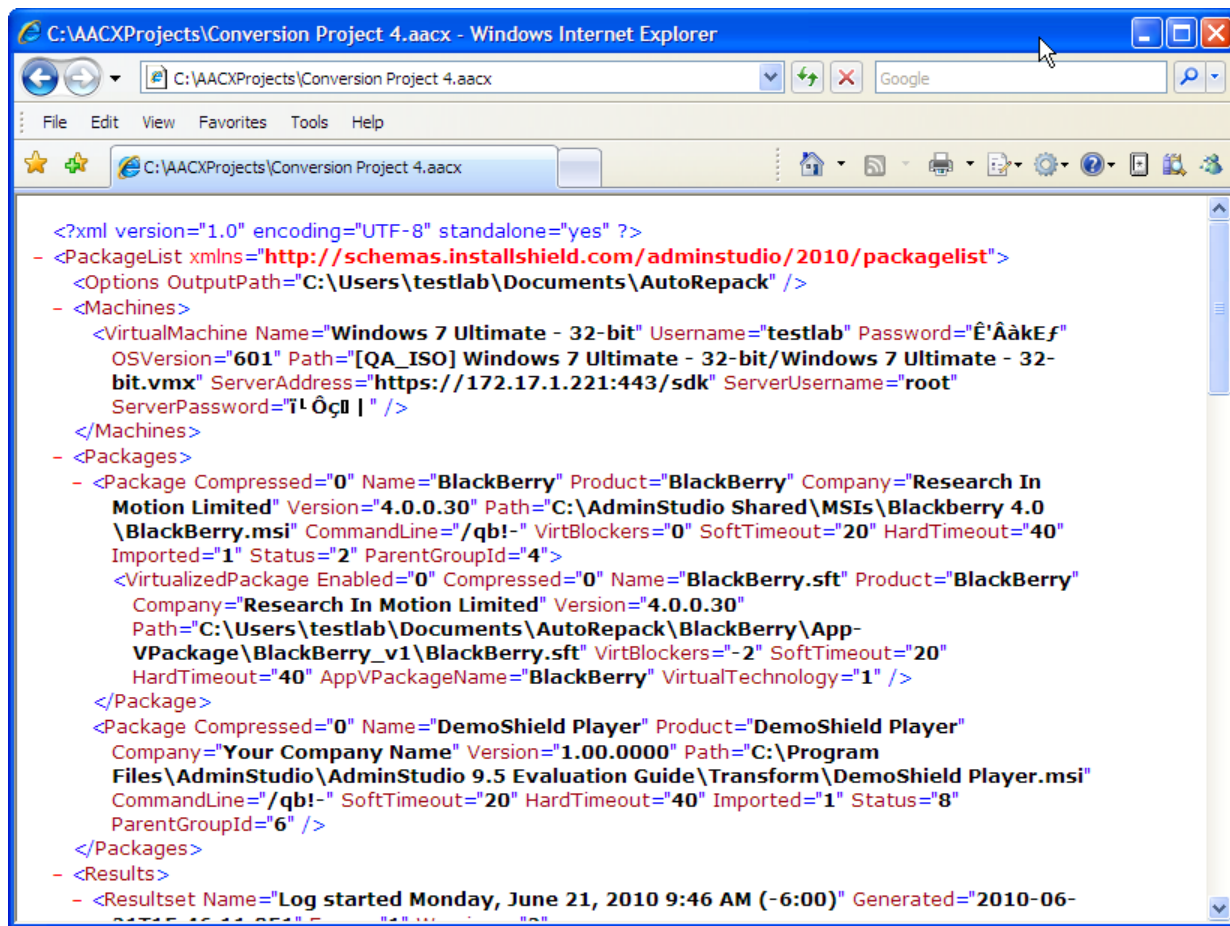 C:\AACXProjects\Conversion Project 4.aacx - Windows Internet Explorer
C:\AACXProjects\Conversion Project 4.aacx
Google
File Edit View Favorites Tools Help
C:\AACXProjects\Conversion Project 4.aacx
<?xml version="1.0" encoding="UTF-8" standalone="yes" ?>
- <PackageList xmlns="http://schemas.installshield.com/adminstudio/2010/packagelist">
<Options OutputPath="C:\Users\testlab\Documents\AutoRepack" />
- <Machines>
<VirtualMachine Name="Windows 7 Ultimate - 32-bit" Username="testlab" Password="Ê'ÂàkEƒ"
OSVersion="601" Path="[QA_ISO] Windows 7 Ultimate - 32-bit/Windows 7 Ultimate - 32-
bit.vmx" ServerAddress="https://172.17.1.221:443/sdk" ServerUsername="root"
ServerPassword=" />
</Machines>
- <Packages>
- <Package Compressed="0" Name="BlackBerry" Product="BlackBerry" Company="Research In
Motion Limited" Version="4.0.0.30" Path="C:\AdminStudio Shared\MSIs\Blackberry 4.0
\BlackBerry.msi" CommandLine="/qb!-" VirtBlockers="0" SoftTimeout="20" HardTimeout="40"
Imported="1" Status="2" ParentGroupId="4">
<VirtualizedPackage Enabled="0" Compressed="0" Name="BlackBerry.sft" Product="BlackBerry"
Company="Research In Motion Limited" Version="4.0.0.30"
Path="C:\Users\testlab\Documents\AutoRepack\BlackBerry\App-
VPackage\BlackBerry_v1\BlackBerry.sft" VirtBlockers="-2" SoftTimeout="20"
HardTimeout="40" AppVPackageName="BlackBerry" VirtualTechnology="1" />
</Package>
<Package Compressed="0" Name="DemoShield Player" Product="DemoShield Player"
Company="Your Company Name" Version="1.00.0000" Path="C:\Program
Files\AdminStudio\AdminStudio 9.5 Evaluation Guide\Transform\DemoShield Player.msi"
CommandLine="/qb!-" SoftTimeout="20" HardTimeout="40" Imported="1" Status="8"
ParentGroupId="6" />
</Packages>
- <Results>
- <Resultset Name="Log started Monday, June 21, 2010 9:46 AM (-6:00)" Generated="2010-06-